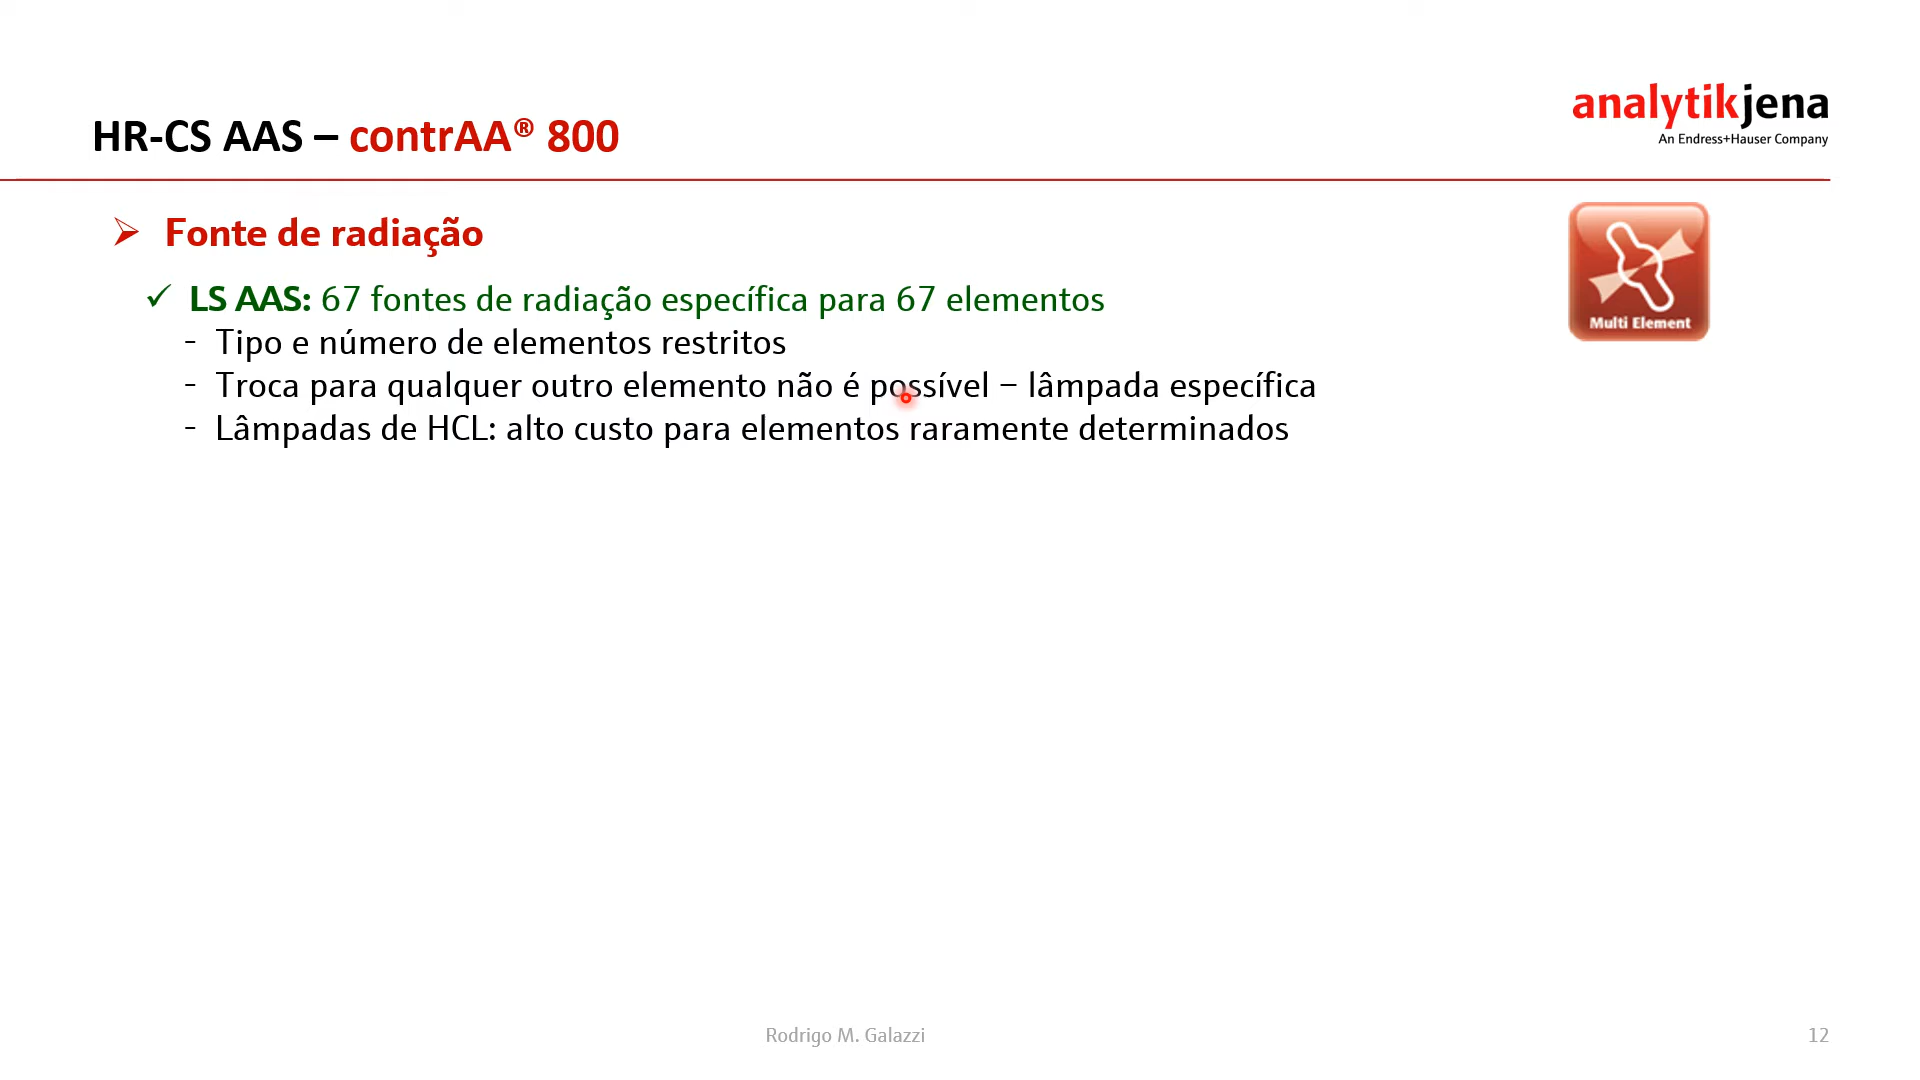 HR-CS AAS – contrAA® 800
analytikjena
An Endress+Hauser Company
➢ Fonte de radiação
✓ LS AAS: 67 fontes de radiação específica para 67 elementos
- Tipo e número de elementos restritos
- Troca para qualquer outro elemento não é possível – lâmpada específica
- Lâmpadas de HCL: alto custo para elementos raramente determinados
Multi Element
Rodrigo M. Galazzi
12